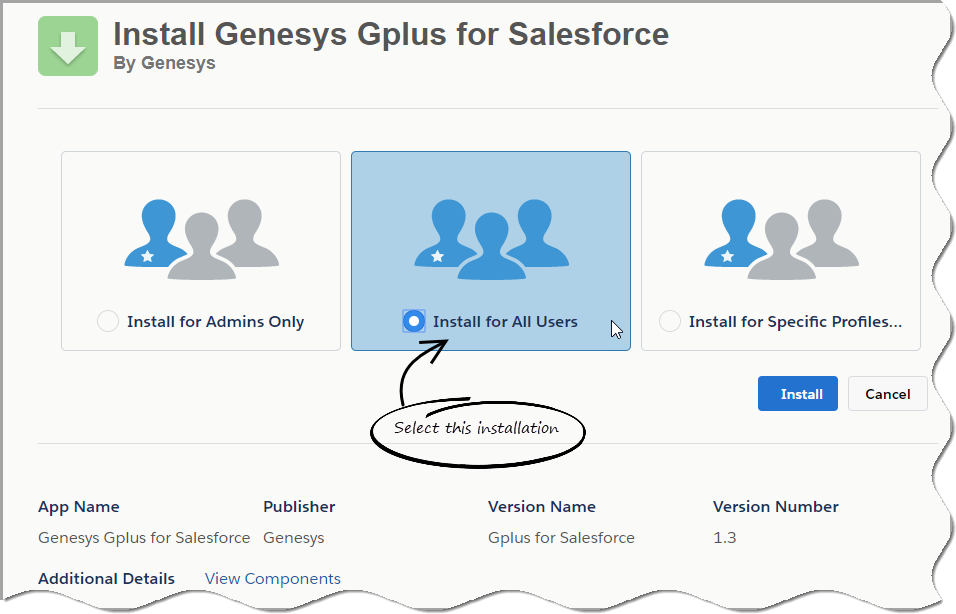 Install Genesys Gplus for Salesforce
By Genesys
Install for Admins Only
Install for All Users
Install for Specific Profiles...
Install
Cancel
Select this installation
App Name
Publisher
Version Name
Version Number
Genesys Gplus for Salesforce
Genesys
Gplus for Salesforce
1.3
Additional Details
View Components